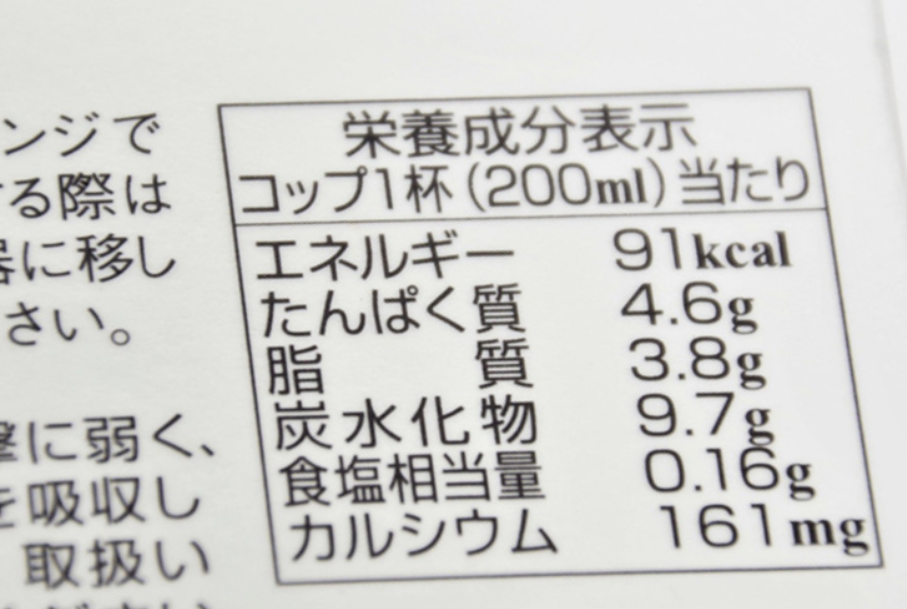 ンジで
る際は
器に移し
さい。
撃に弱く、
を吸収し
取扱い
栄養成分表示
コップ1杯(200ml)当たり
エネルギー 91kcal
たんぱく質 4.6g
脂質 3.8g
炭水化物 9.7g
食塩相当量 0.16g
カルシウム 161mg